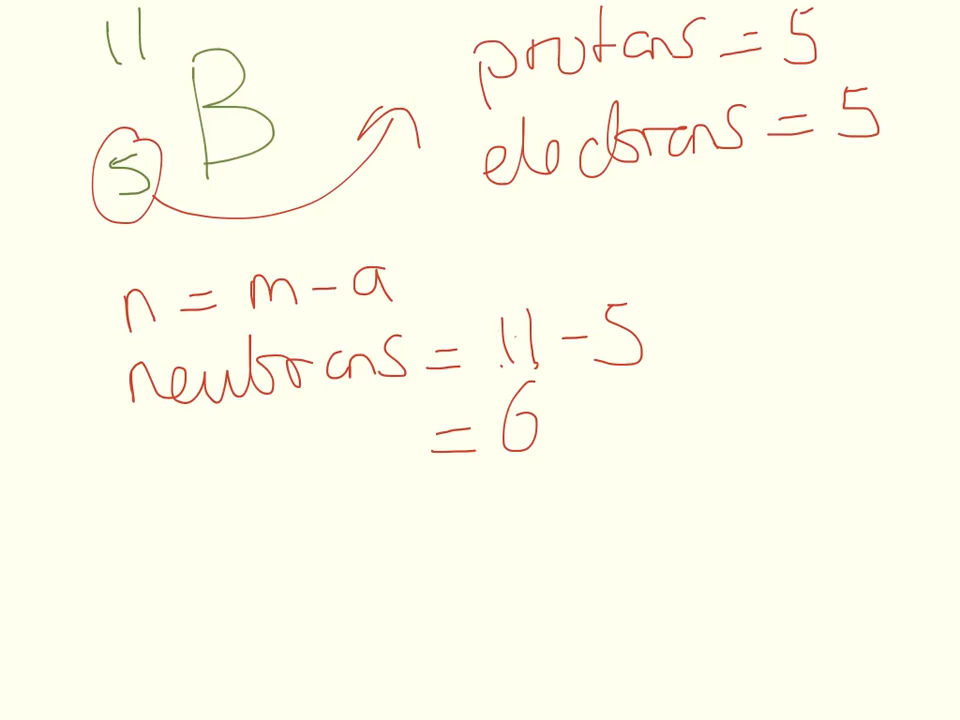 11
B
5
protons = 5
electrons = 5
n = m - a
neutrons = 11 - 5
= 6